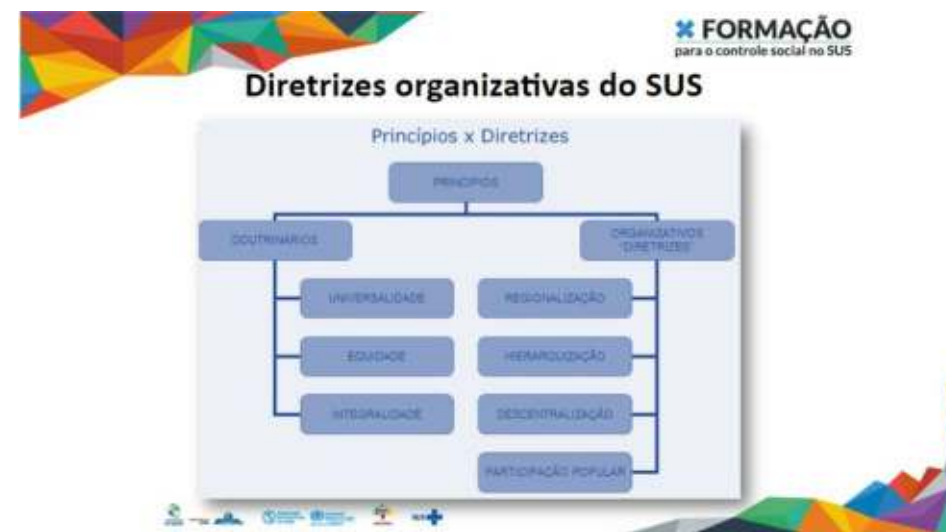 FORMAÇÃO
para o controle social no SUS
Diretrizes organizativas do SUS
Princípios x Diretrizes
PRINCÍPIOS
DOUTRINÁRIOS
ORGANIZATIVOS
"DIRETRIZES"
UNIVERSALIDADE
REGIONALIZAÇÃO
EQUIDADE
HIERARQUIZAÇÃO
INTEGRALIDADE
DESCENTRALIZAÇÃO
PARTICIPAÇÃO POPULAR
SUS